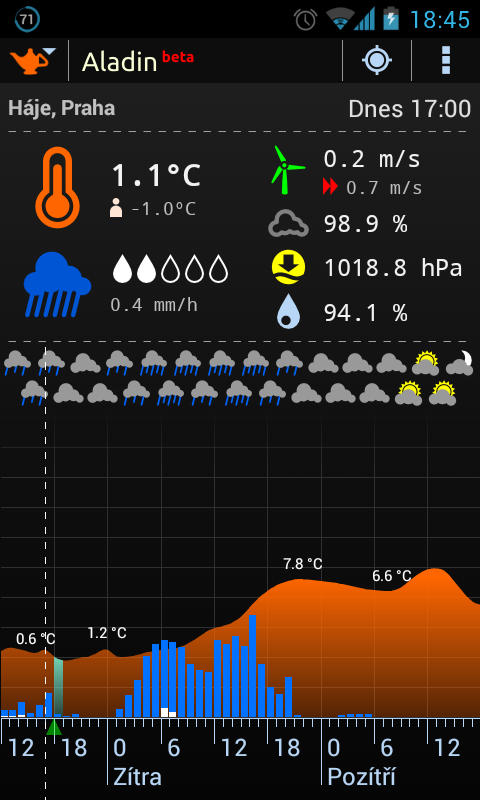 71 18:45
Aladin beta
Háje, Praha Dnes 17:00
1.1°C 0.2 m/s
-1.0°C 0.7 m/s
98.9 %
1018.8 hPa
0.4 mm/h 94.1 %
7.8 °C
6.6 °C
0.6 °C 1.2 °C
12 18 0 6 12 18 0 6 12
Zítra Pozítří